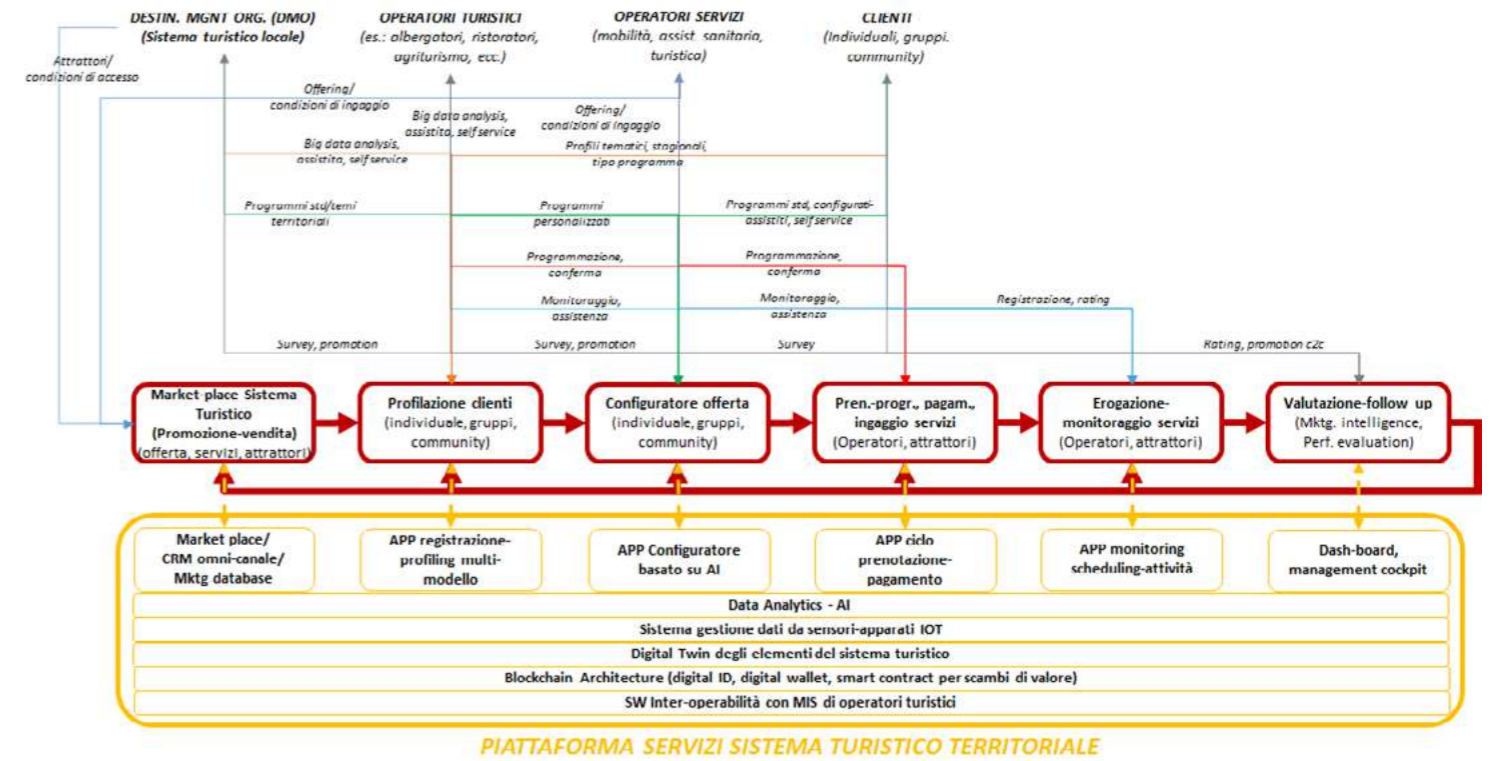 DESTIN. MGNT ORG. (DMO)
(Sistema turistico locale)
OPERATORI TURISTICI
(es.: albergatori, ristoratori,
agriturismo, ecc.)
OPERATORI SERVIZI
(mobilità, assist. sanitaria,
turistica)
CLIENTI
(Individuali, gruppi.
community)
Attrattori/
condizioni di accesso
Offering/
condizioni di ingaggio
Big data analysis,
assistita, self service
Offering/
condizioni di ingaggio
Big data analysis,
assistita, self service
Profili tematici, stagionali,
tipo programma
Programmi std/temi
territoriali
Programmi
personalizzati
Programmi std, configurati-
assistiti, self service
Programmazione,
conferma
Programmazione,
conferma
Monitoraggio,
assistenza
Monitoraggio,
assistenza
Registrazione, rating
Survey, promotion
Survey, promotion
Survey
Rating, promotion c2c
Market place Sistema
Turistico
(Promozione-vendita)
(offerta, servizi, attrattori)
Profilazione clienti
(individuale, gruppi,
community)
Configuratore offerta
(individuale, gruppi,
community)
Pren.-progr., pagam.,
ingaggio servizi
(Operatori, attrattori)
Erogazione-
monitoraggio servizi
(Operatori, attrattori)
Valutazione-follow up
(Mktg. intelligence,
Perf. evaluation)
Market place/
CRM omni-canale/
Mktg database
APP registrazione-
profiling multi-
modello
APP Configuratore
basato su AI
APP ciclo
prenotazione-
pagamento
APP monitoring
scheduling-attività
Dash-board,
management cockpit
Data Analytics - AI
Sistema gestione dati da sensori-apparati IOT
Digital Twin degli elementi del sistema turistico
Blockchain Architecture (digital ID, digital wallet, smart contract per scambi di valore)
SW Inter-operabilità con MIS di operatori turistici
PIATTAFORMA SERVIZI SISTEMA TURISTICO TERRITORIALE